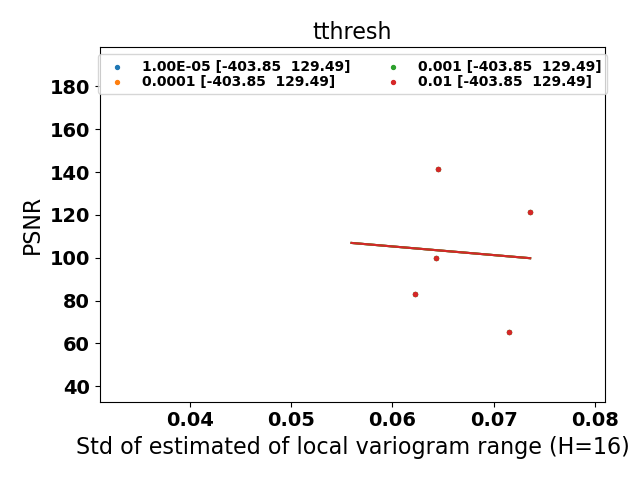 tthresh
1.00E-05 [-403.85  129.49]
0.0001 [-403.85  129.49]
0.001 [-403.85  129.49]
0.01 [-403.85  129.49]
PSNR
180
160
140
120
100
80
60
40
0.04 0.05 0.06 0.07 0.08
Std of estimated of local variogram range (H=16)